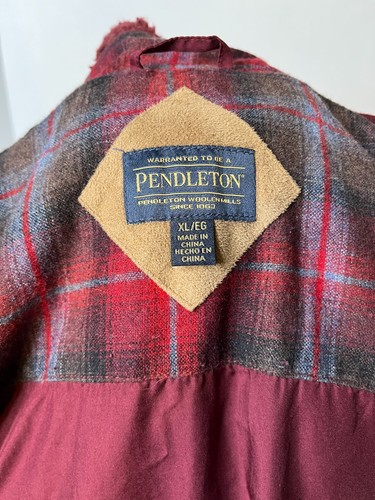 WARRANTED TO BE A
PENDLETON®
PENDLETON WOOLEN MILLS
SINCE 1863
XL/EG
MADE IN
CHINA
HECHO EN
CHINA